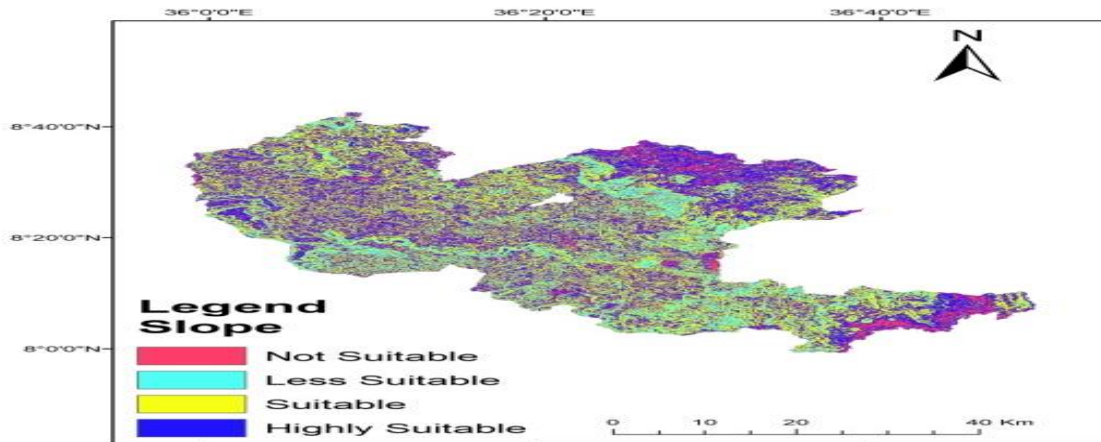 36°0'0"E 36°20'0"E 36°40'0"E
N
8°40'0"N
8°20'0"N
8°0'0"N
Legend
Slope
Not Suitable
Less Suitable
Suitable
Highly Suitable
0 10 20 40 Km